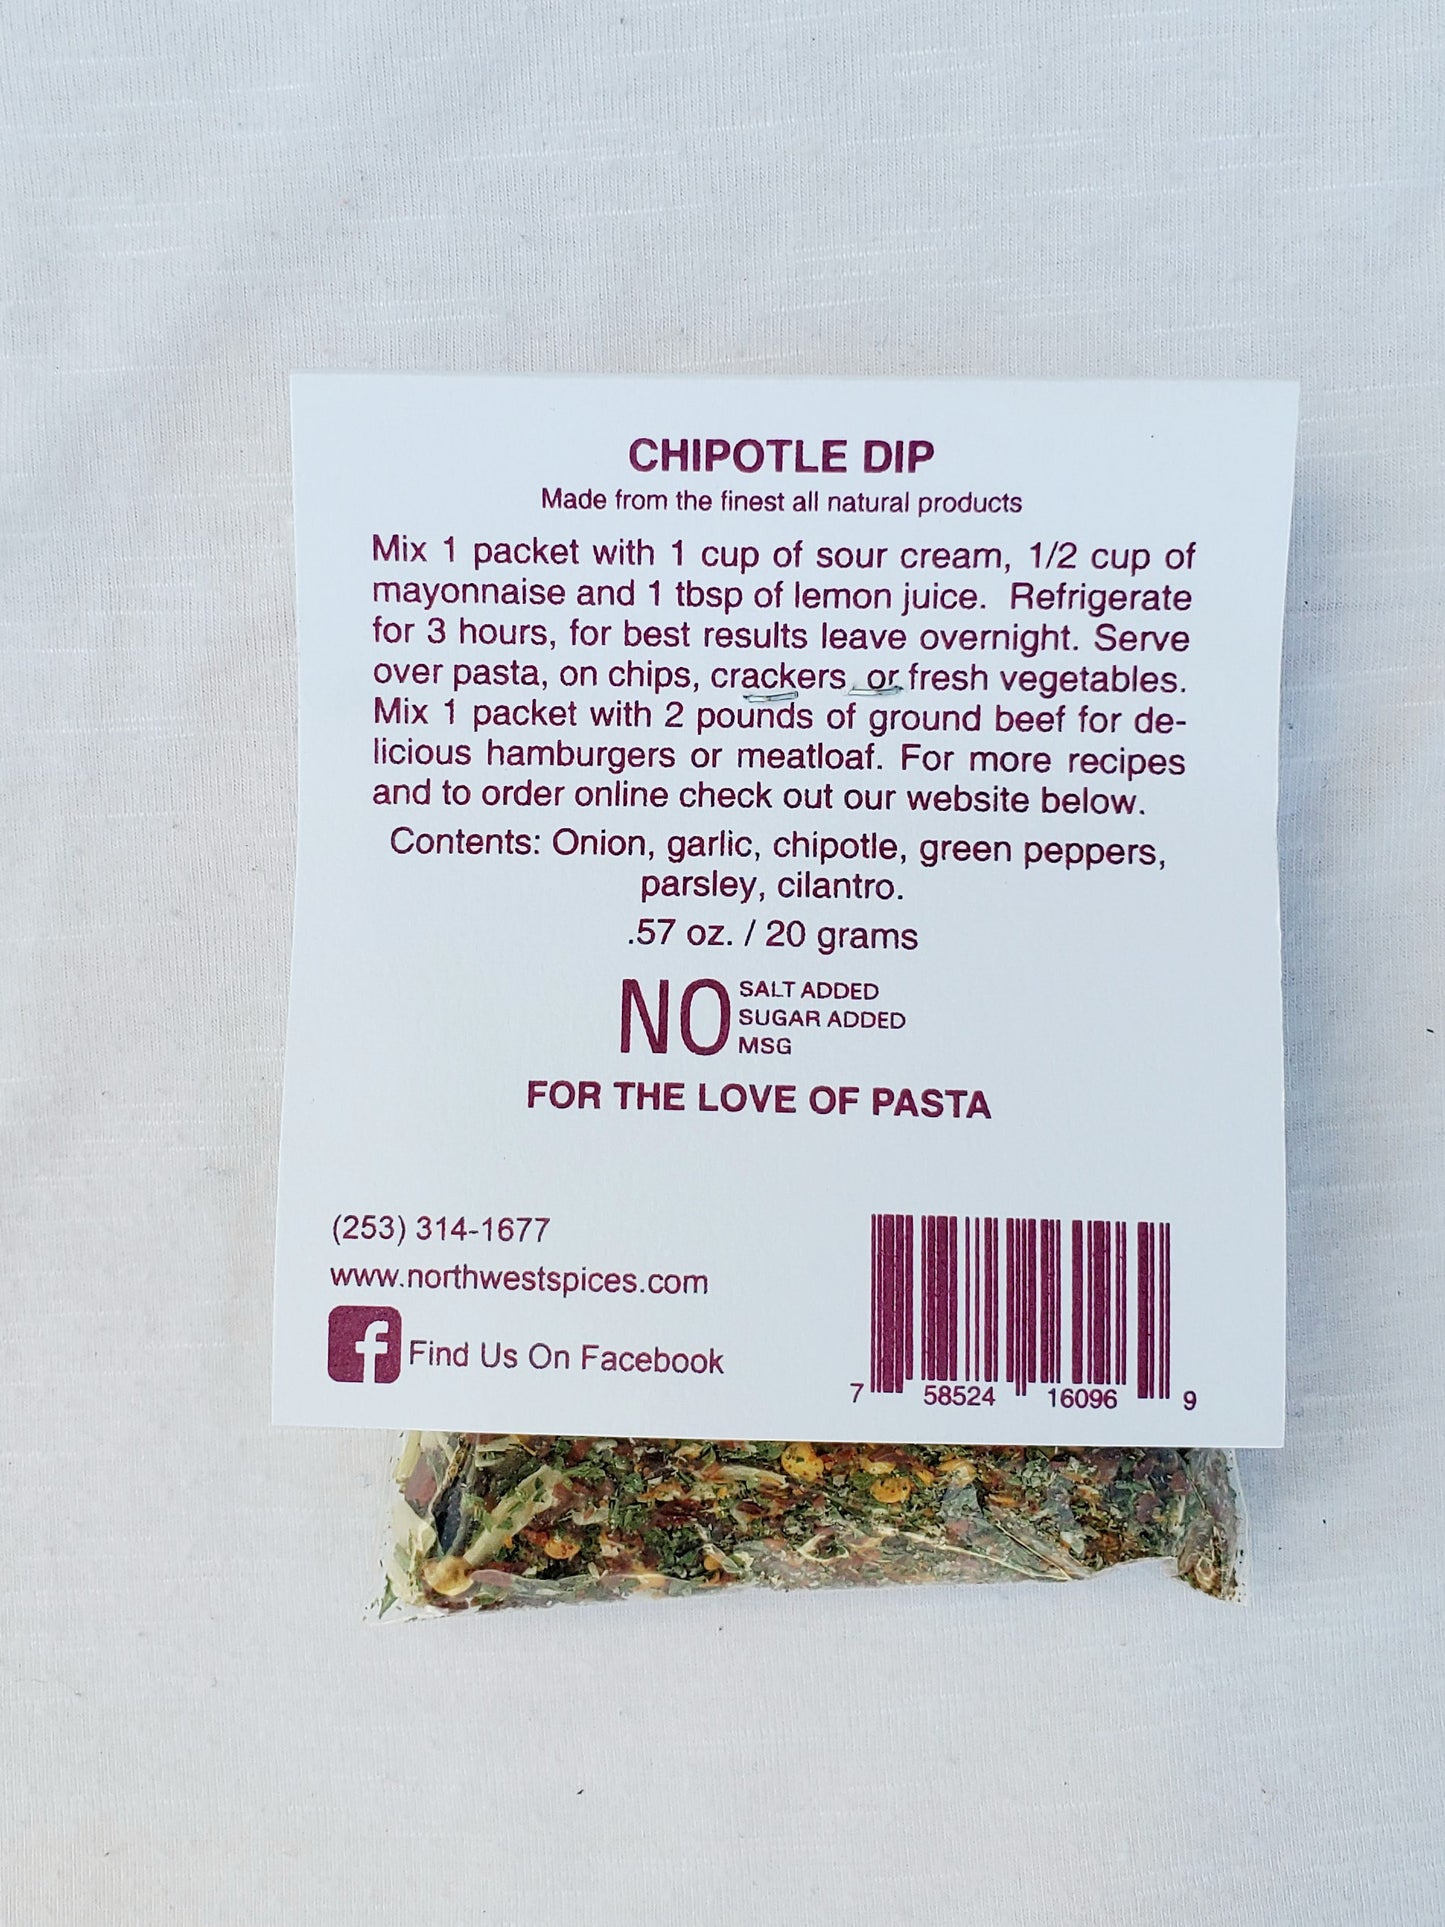 CHIPOTLE DIP
Made from the finest all natural products
Mix 1 packet with 1 cup of sour cream, 1/2 cup of
mayonnaise and 1 tbsp of lemon juice. Refrigerate
for 3 hours, for best results leave overnight. Serve
over pasta, on chips, crackers or fresh vegetables.
Mix 1 packet with 2 pounds of ground beef for de-
licious hamburgers or meatloaf. For more recipes
and to order online check out our website below.
Contents: Onion, garlic, chipotle, green peppers,
parsley, cilantro.
.57 oz. / 20 grams
NO SALT ADDED
SUGAR ADDED
MSG
FOR THE LOVE OF PASTA
(253) 314-1677
www.northwestspices.com
f Find Us On Facebook
7 58524 16096 9